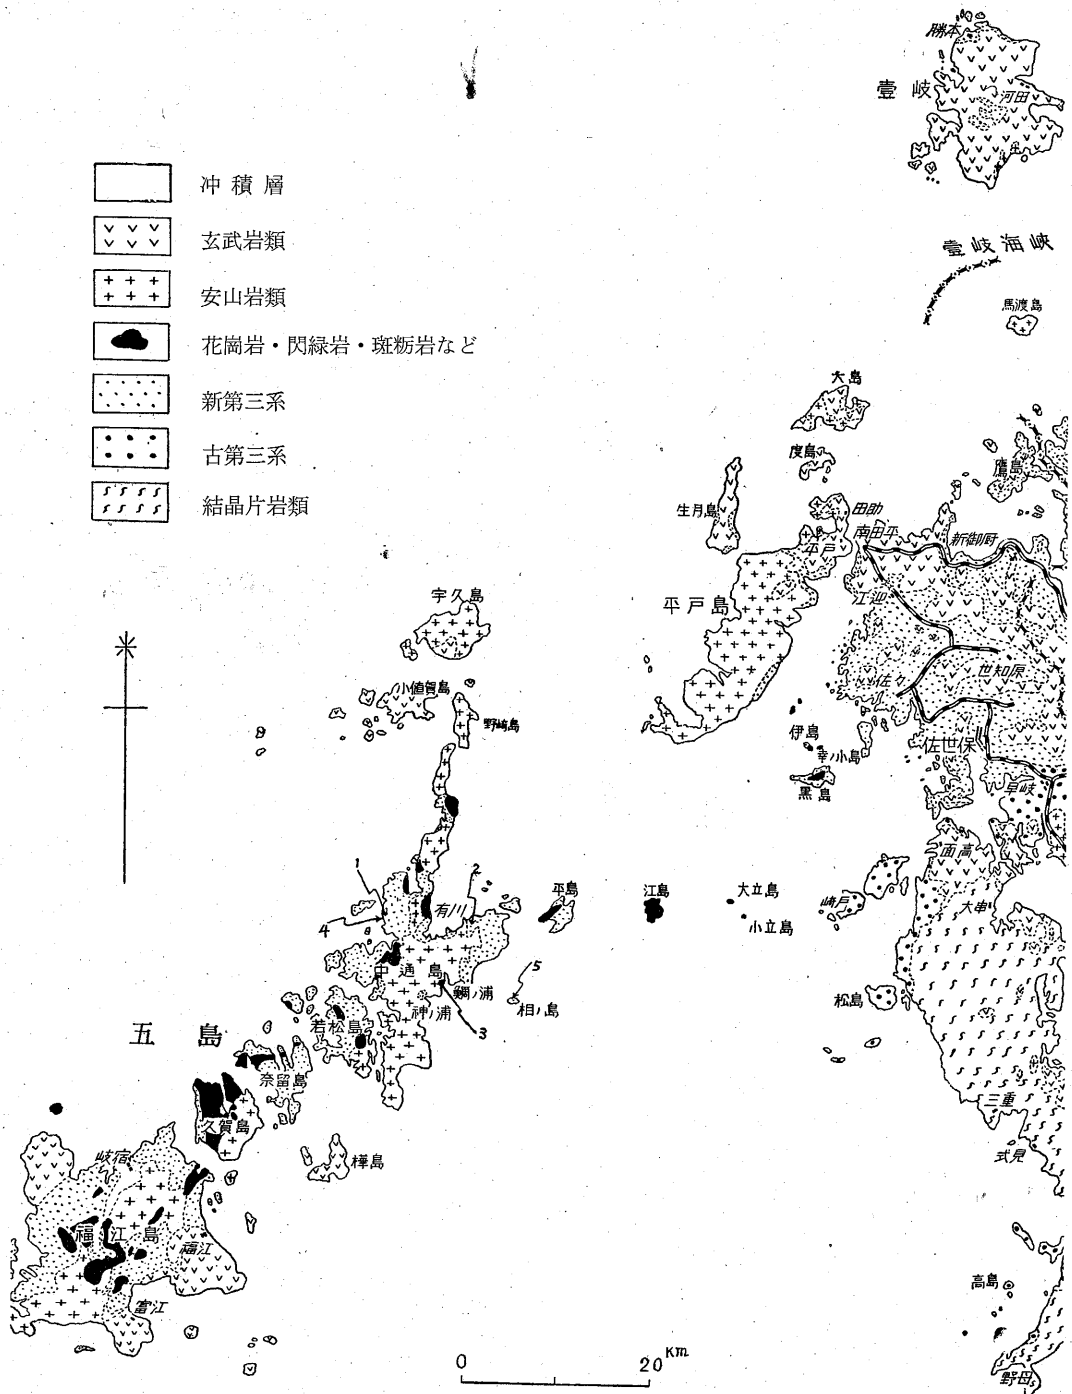 勝本
壹岐
河田
冲積層
玄武岩類
安山岩類
花崗岩・閃緑岩・斑粝岩など
新第三系
古第三系
結晶片岩類
壹岐海峡
馬渡島
大島
度島
鷹島
生月島
田助
南田平
新御厨
平戸
江迎
平戸島
宇久島
小値賀島
野崎島
佐々
世知原
伊島
幸ノ小島
黒島
佐世保
早岐
面高
大串
崎戸
1
2
4
有川
平島
江島
大立島
小立島
中通島
鯛ノ浦
神ノ浦
5
相ノ島
3
松島
五島
若松島
奈留島
久賀島
三重
式見
岐宿
樺島
福江島
福江
富江
高島
野母
0
20 KM